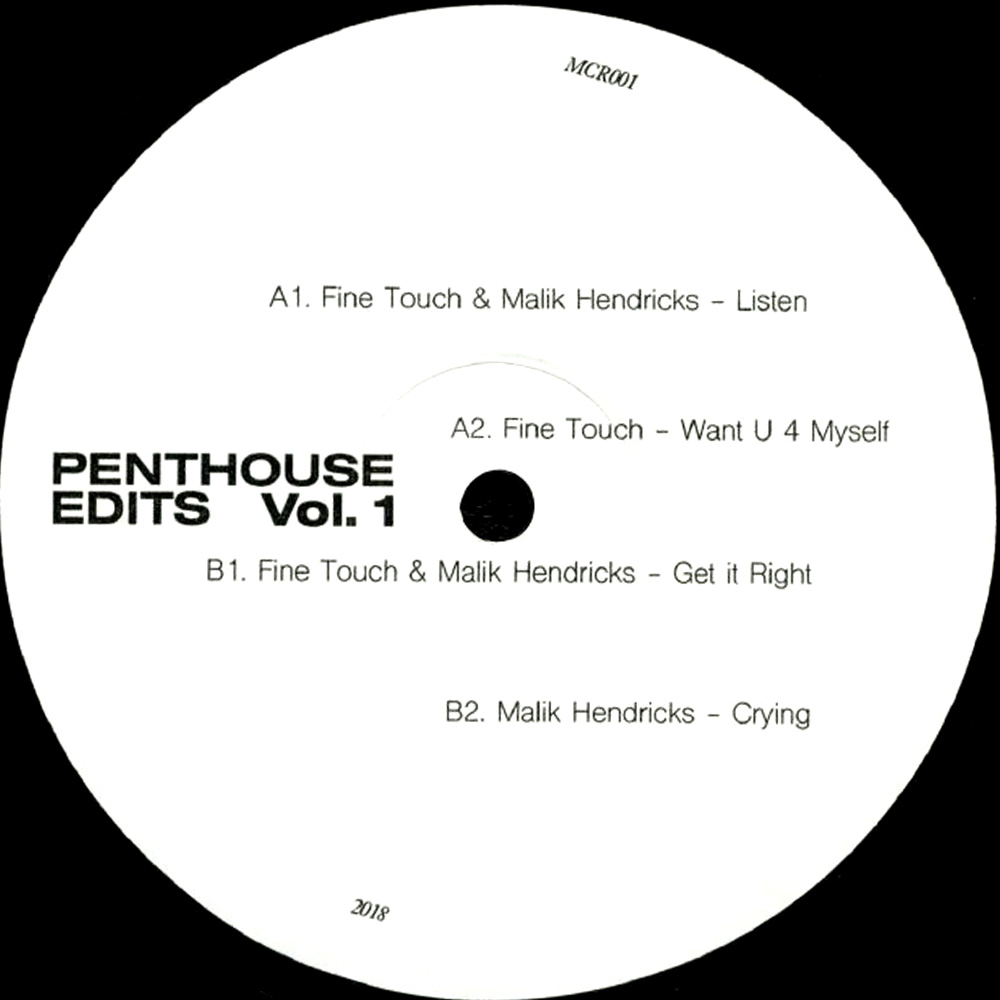 MCR001
A1. Fine Touch & Malik Hendricks – Listen
A2. Fine Touch – Want U 4 Myself
PENTHOUSE
EDITS Vol. 1
B1. Fine Touch & Malik Hendricks – Get it Right
B2. Malik Hendricks – Crying
2018